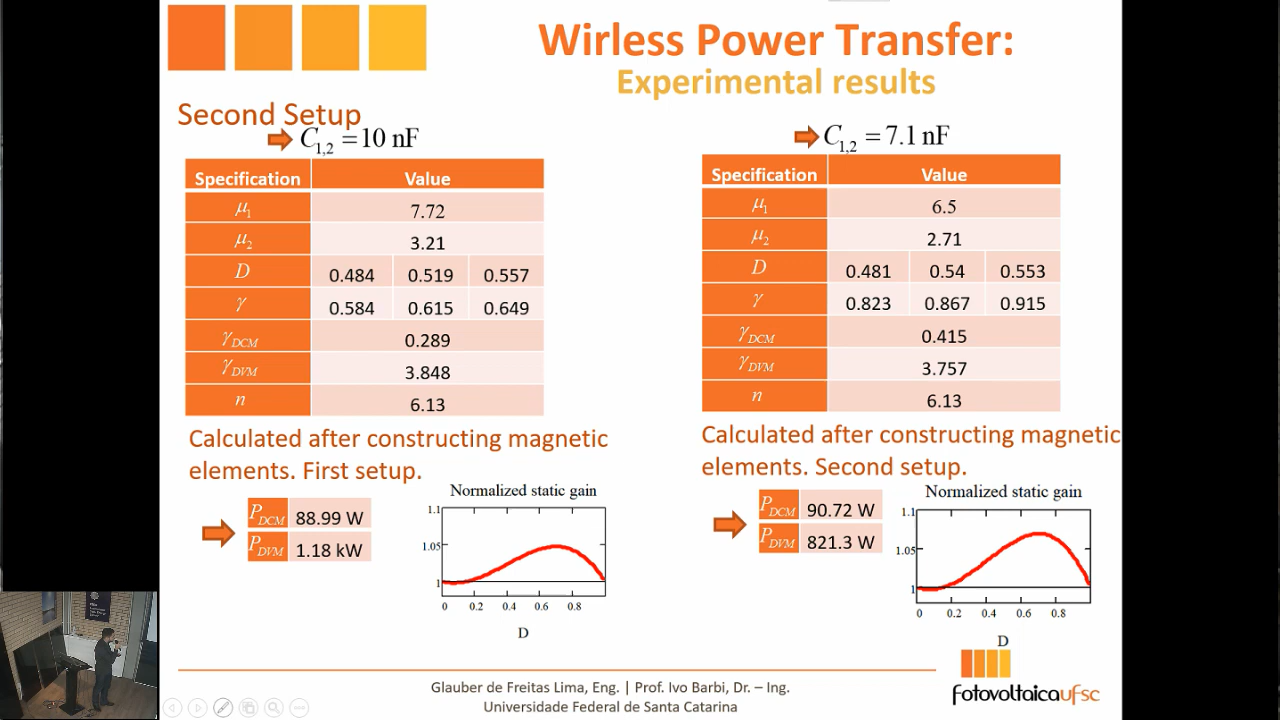 Wirless Power Transfer:
Experimental results
Second Setup
C1,2 = 10 nF
Specification Value
μ1 7.72
μ2 3.21
D 0.484 0.519 0.557
γ 0.584 0.615 0.649
γDCM 0.289
γDVM 3.848
n 6.13
Calculated after constructing magnetic
elements. First setup.
PDCM 88.99 W
PDVM 1.18 kW
Normalized static gain
1.1
1.05
1
0 0.2 0.4 0.6 0.8
D
C1,2 = 7.1 nF
Specification Value
μ1 6.5
μ2 2.71
D 0.481 0.54 0.553
γ 0.823 0.867 0.915
γDCM 0.415
γDVM 3.757
n 6.13
Calculated after constructing magnetic
elements. Second setup.
PDCM 90.72 W
PDVM 821.3 W
Normalized static gain
1.1
1.05
1
0 0.2 0.4 0.6 0.8
D
Glauber de Freitas Lima, Eng. | Prof. Ivo Barbi, Dr. – Ing.
Universidade Federal de Santa Catarina
fotovoltaicaufsc